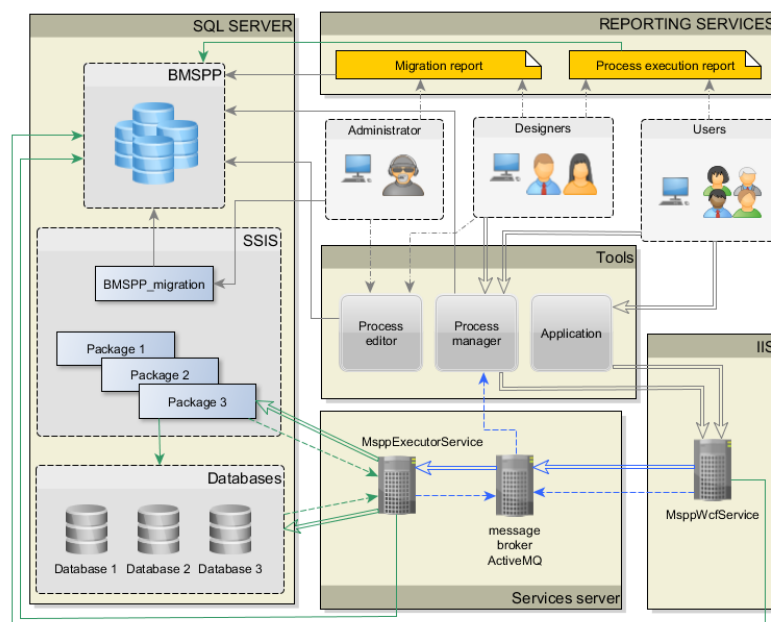 SQL SERVER
REPORTING SERVICES
BMSPP
Migration report
Process execution report
Administrator
Designers
Users
SSIS
BMSPP_migration
Package 1
Package 2
Package 3
Tools
Process
editor
Process
manager
Application
IIS
MsppExecutorService
MsppWcfService
message
broker
ActiveMQ
Services server
Databases
Database 1
Database 2
Database 3